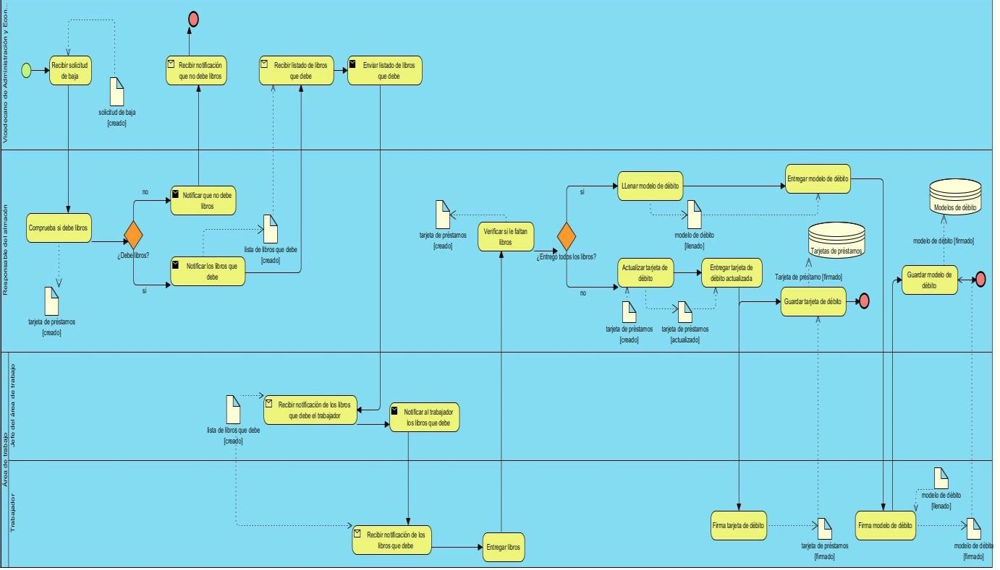 Vicedecano de Administración y Econ...
Recibir solicitud
de baja
solicitud de baja
[creado]
Recibir notificación
que no debe libros
Recibir listado de libros
que debe
Enviar listado de libros
que debe
Responsible del almacén
Comprueba si debe libros
tarjeta de préstamos
[creado]
¿Debe libros?
no
si
Notificar que no debe
libros
Notificar los libros que
debe
lista de libros que debe
[creado]
tarjeta de préstamos
[creado]
Verificar si le faltan
libros
¿Entregó todos los libros?
si
no
LLenar modelo de débito
modelo de débito
[llenado]
Entregar modelo de débito
Actualizar tarjeta de
débito
Entregar tarjeta de
débito actualizada
tarjeta de préstamos
[creado]
tarjeta de préstamos
[actualizado]
Tarjetas de préstamos
Tarjeta de préstamo [firmado]
Guardar tarjeta de débito
Modelos de débito
modelo de débito [firmado]
Guardar modelo de
débito
Área de trabajo
Jefe del área de trabajo
lista de libros que debe
[creado]
Recibir notificación de los libros
que debe el trabajador
Notificar al trabajador
los libros que debe
Trabajador
Recibir notificación de los
libros que debe
Entregar libros
Firma tarjeta de débito
tarjeta de préstamos
[firmado]
Firma modelo de débito
modelo de débito
[llenado]
modelo de débito
[firmado]